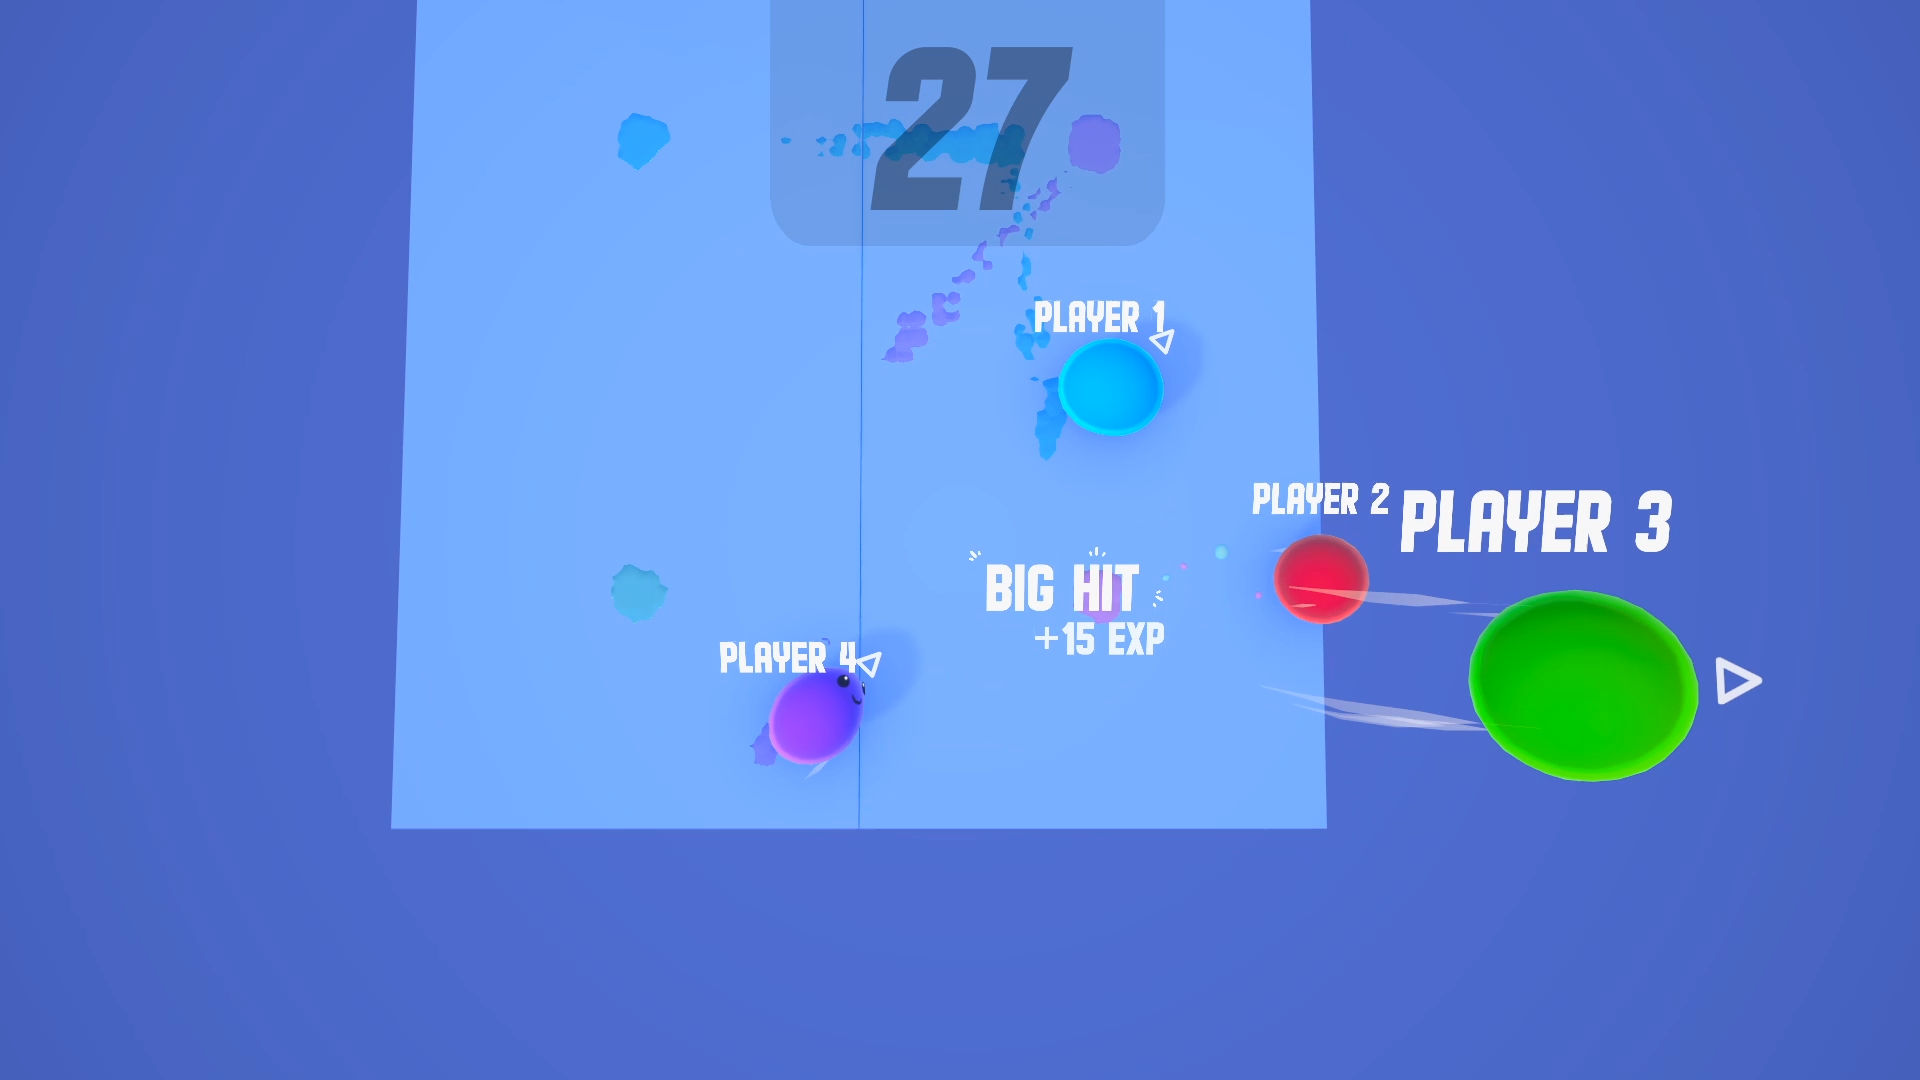 27
PLAYER 1
PLAYER 2
PLAYER 3
BIG HIT
+15 EXP
PLAYER 4